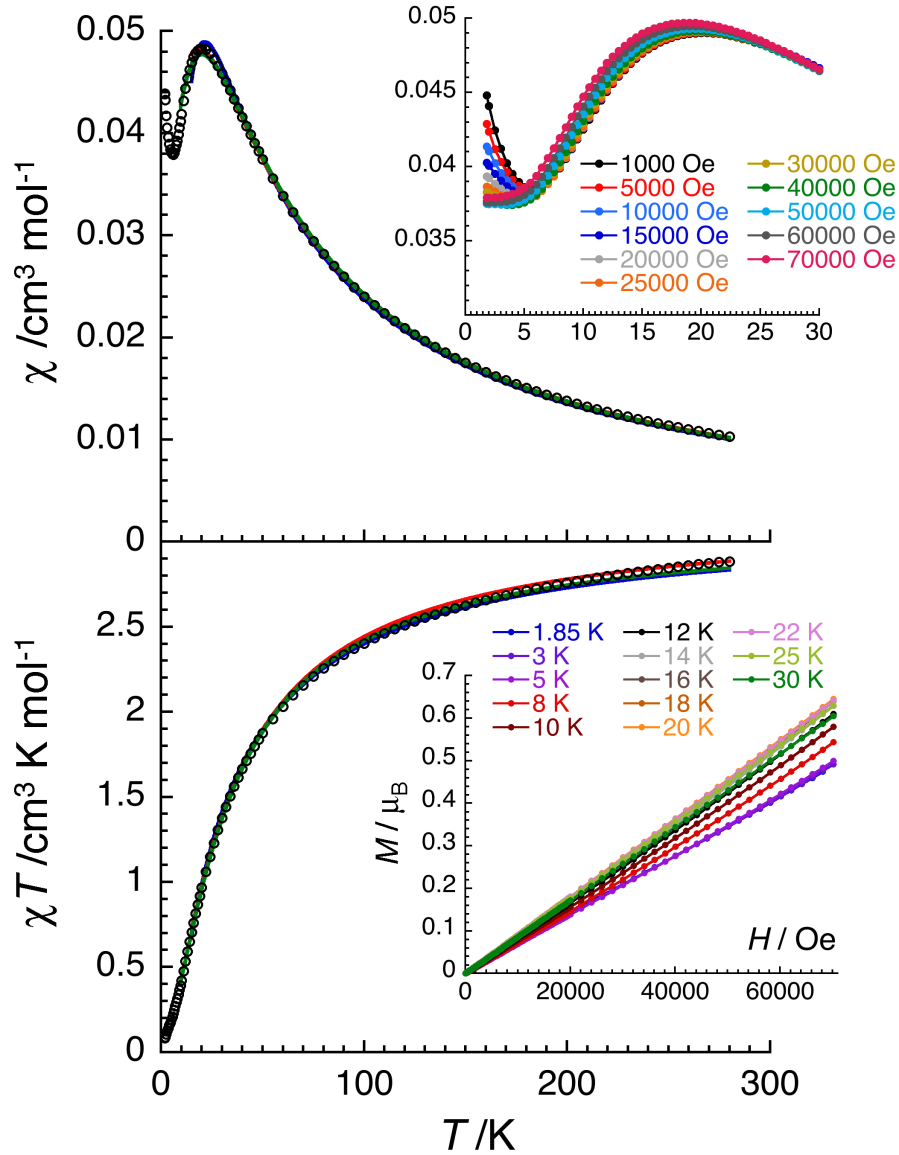 0.05
0.04
0.03
0.02
0.01
0
χ /cm³ mol⁻¹
0.05
0.045
0.04
0.035
0 5 10 15 20 25 30
1000 Oe 30000 Oe
5000 Oe 40000 Oe
10000 Oe 50000 Oe
15000 Oe 60000 Oe
20000 Oe 70000 Oe
25000 Oe
2.5
2
1.5
1
0.5
0
χT /cm³ K mol⁻¹
1.85 K 12 K 22 K
3 K 14 K 25 K
5 K 16 K 30 K
8 K 18 K
10 K 20 K
0.7
0.6
0.5
0.4
0.3
0.2
0.1
0
M / μB
H / Oe
0 20000 40000 60000
0 100 200 300
T /K